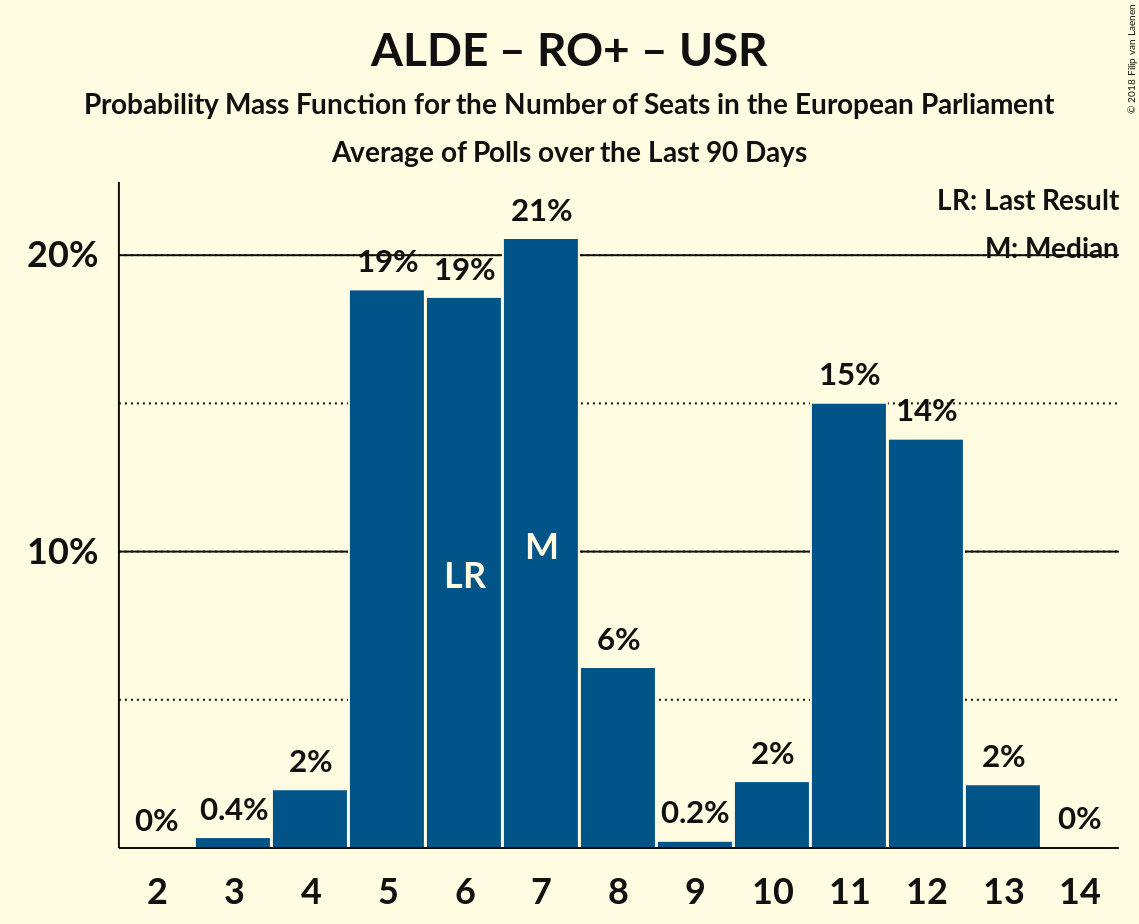 ALDE – RO+ – USR
Probability Mass Function for the Number of Seats in the European Parliament
Average of Polls over the Last 90 Days
© 2018 Filip van Laenen
LR: Last Result
M: Median
20%
10%
0%
0.4%
2%
19%
19%
21%
6%
0.2%
2%
15%
14%
2%
0%
LR
M
2 3 4 5 6 7 8 9 10 11 12 13 14